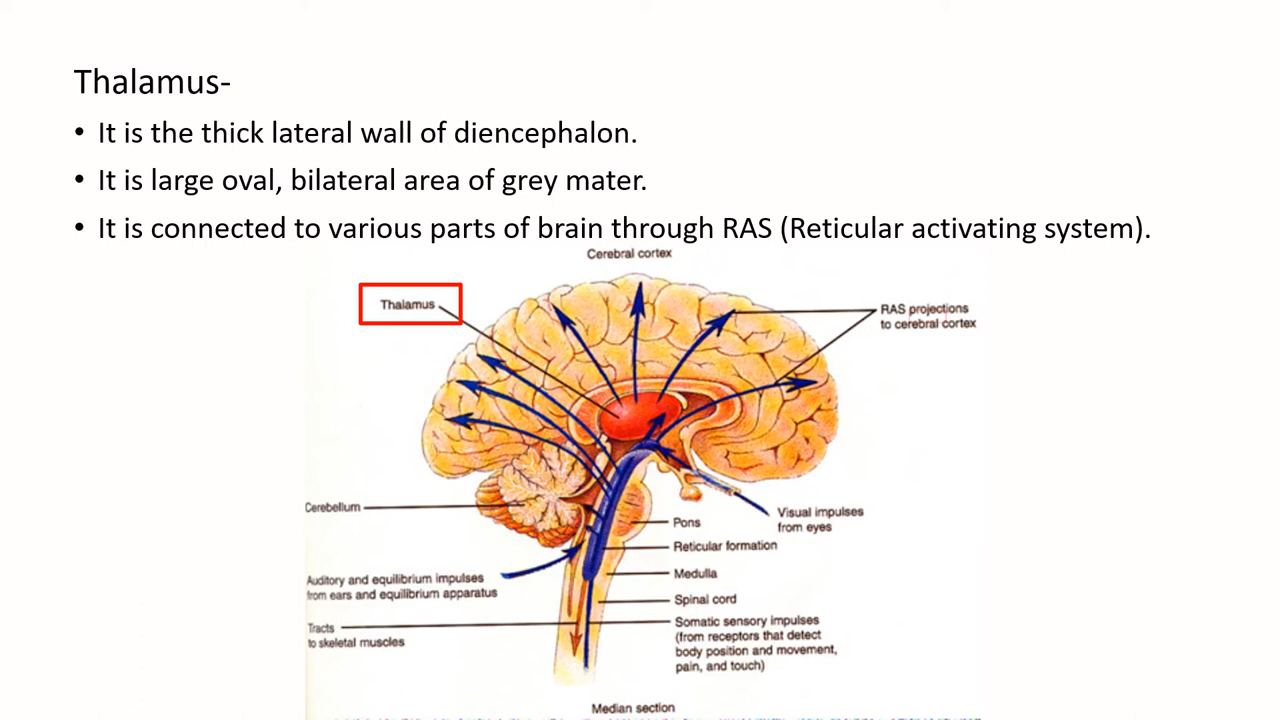 Thalamus-
• It is the thick lateral wall of diencephalon.
• It is large oval, bilateral area of grey mater.
• It is connected to various parts of brain through RAS (Reticular activating system).
Cerebral cortex
Thalamus
RAS projections
to cerebral cortex
Cerebellum
Visual impulses
from eyes
Pons
Reticular formation
Auditory and equilibrium impulses
from ears and equilibrium apparatus
Medulla
Spinal cord
Tracts
to skeletal muscles
Somatic sensory impulses
(from receptors that detect
body position and movement,
pain, and touch)
Median section